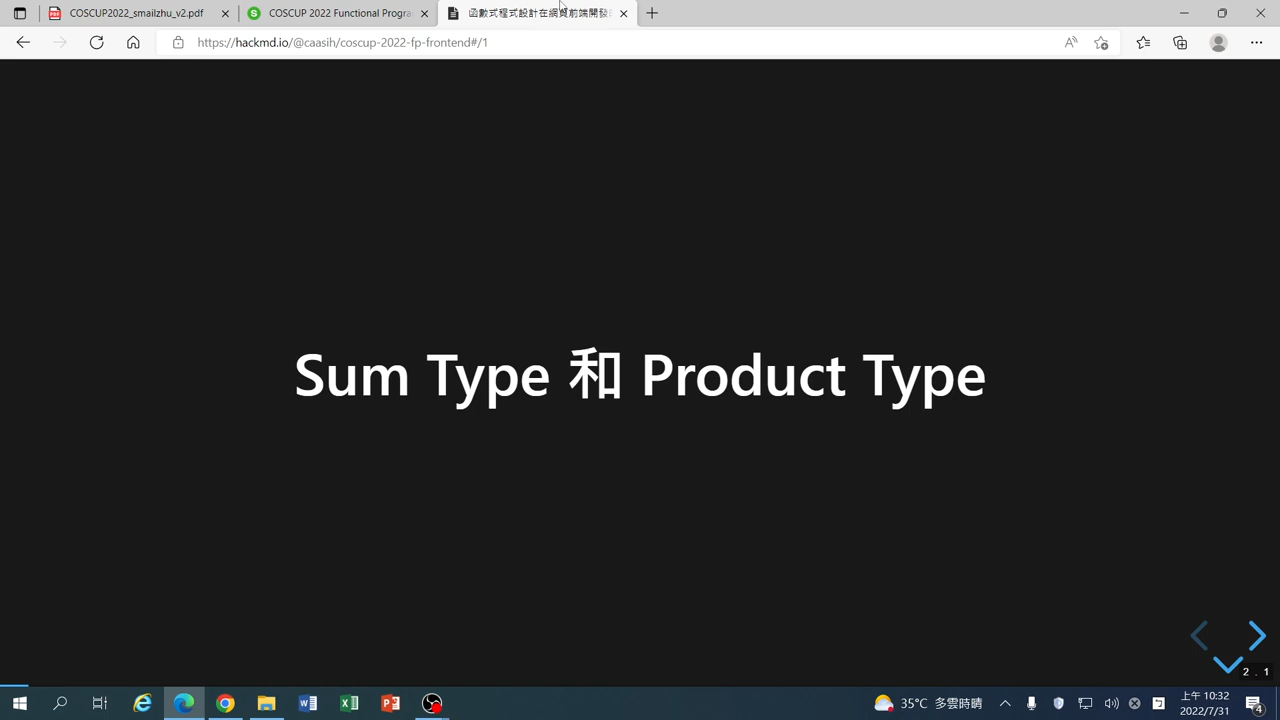 COSCUP2022_smailzhu_v2.pdf
COSCUP 2022 Functional Progra
函數式程式設計在網頁前端開發
https://hackmd.io/@caasih/coscup-2022-fp-frontend#/1
Sum Type 和 Product Type
2 . 1
35°C 多雲時晴
上午 10:32
2022/7/31
4